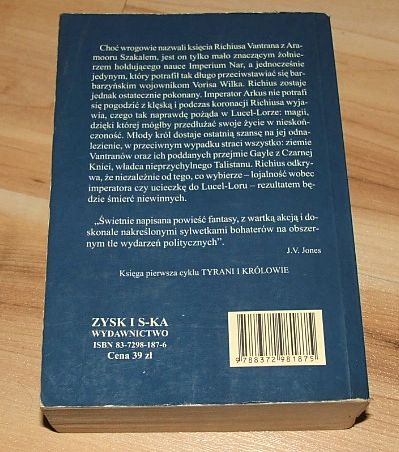 Choć wrogowie nazwali księcia Richiusa Vantrana z Ara-
mooru Szakalem, jest on tylko mało znaczącym żołnie-
rzem hołdującym nauce Imperium Nar, a jednocześnie
jedynym, który potrafił tak długo przeciwstawiać się bar-
barzyńskim wojownikom Vorisa Wilka. Richius zostaje
jednak ostatecznie pokonany. Imperator Arkus nie potrafi
się pogodzić z klęską i podczas koronacji Richiusa wyja-
wia, czego tak naprawdę pożąda w Lucel-Lorze: magii,
dzięki której mógłby przedłużać swoje życie w nieskoń-
czoność. Młody król dostaje ostatnią szansę na jej odna-
lezienie, w przeciwnym wypadku straci wszystko: ziemie
Vantranów oraz ich poddanych przejmie Gayle z Czarnej
Kniei, władca nieprzychylnego Talistanu. Richius odkry-
wa, że niezależnie od tego, co wybierze – lojalność wobec
imperatora czy ucieczkę do Lucel-Loru – rezultatem bę-
dzie śmierć niewinnych.
„Świetnie napisana powieść fantasy, z wartką akcją i do-
skonale nakreślonymi sylwetkami bohaterów na obszer-
nym tle wydarzeń politycznych”.
J.V. Jones
Księga pierwsza cyklu TYRANI I KRÓLOWIE
ZYSK I S-KA
WYDAWNICTWO
ISBN 83-7298-187-6
Cena 39 zł
9 788372 981875